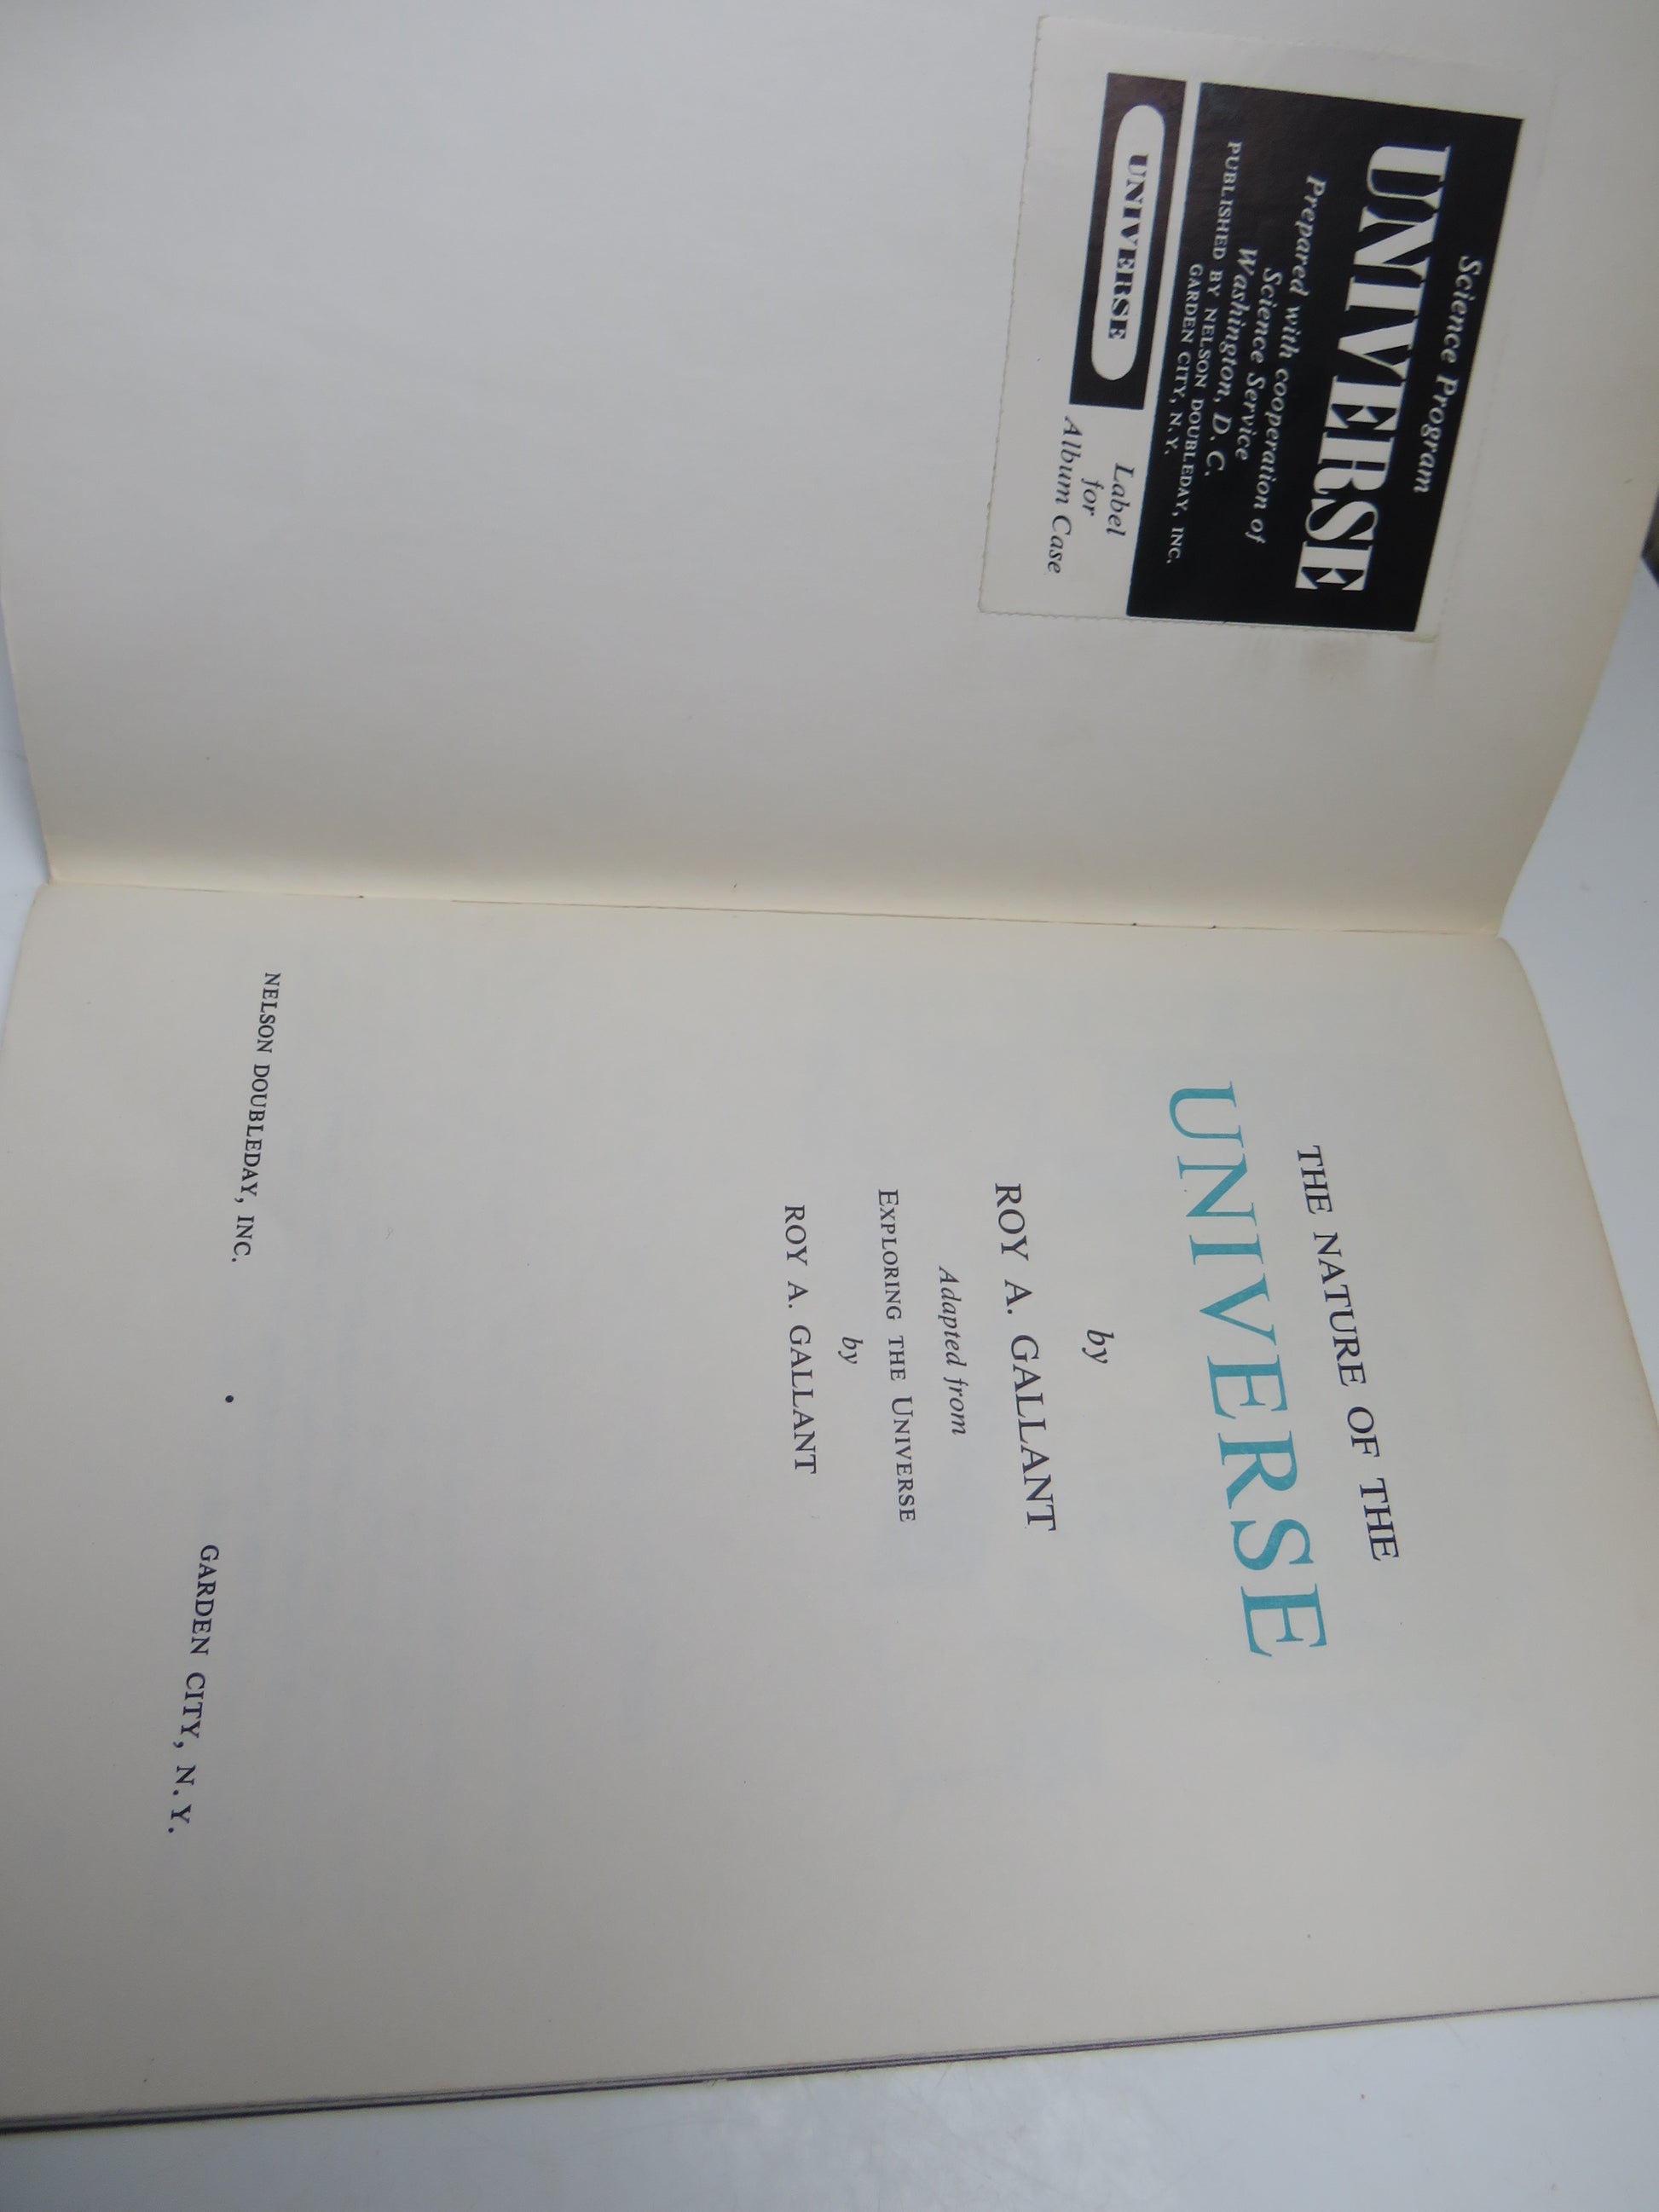 Science Program
UNIVERSE
Prepared with cooperation of
Science Service
Washington, D. C.
PUBLISHED BY NELSON DOUBLEDAY, INC.
GARDEN CITY, N. Y.
UNIVERSE
Label
for
Album Case
THE NATURE OF THE
UNIVERSE
by
ROY A. GALLANT
Adapted from
EXPLORING THE UNIVERSE
by
ROY A. GALLANT
NELSON DOUBLEDAY, INC. • GARDEN CITY, N. Y.